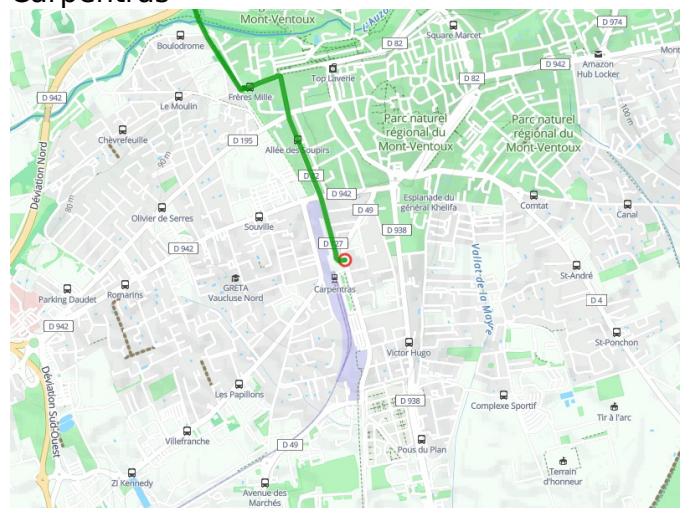 Carpentras
Mont-Ventoux
l'Auzon
D 974
Boulodrome
Square Marcet
D 82
Amazon
Hub Locker
D 942
Top Laverie
D 82
D 942
Frères Mille
Le Moulin
Parc naturel
régional du
Mont-Ventoux
Parc naturel
régional du
Mont-Ventoux
100 m
Chèvrefeuille
D 195
Allée des Soupirs
Déviation Nord
90 m
80 m
D 942
Esplanade du
général Khelifa
Comtat
Canal
Olivier de Serres
Souville
D 49
D 938
D 942
Vallat de la Mayre
St-André
Parking Daudet
Romarins
GRETA
Vaucluse Nord
Carpentras
D 4
D 942
St-Ponchon
Victor Hugo
Déviation Sud-Ouest
Les Papillons
D 938
Complexe Sportif
Tir à l'arc
Villefranche
D 49
Pous du Plan
ZI Kennedy
Avenue des
Marchés
Terrain
d'honneur